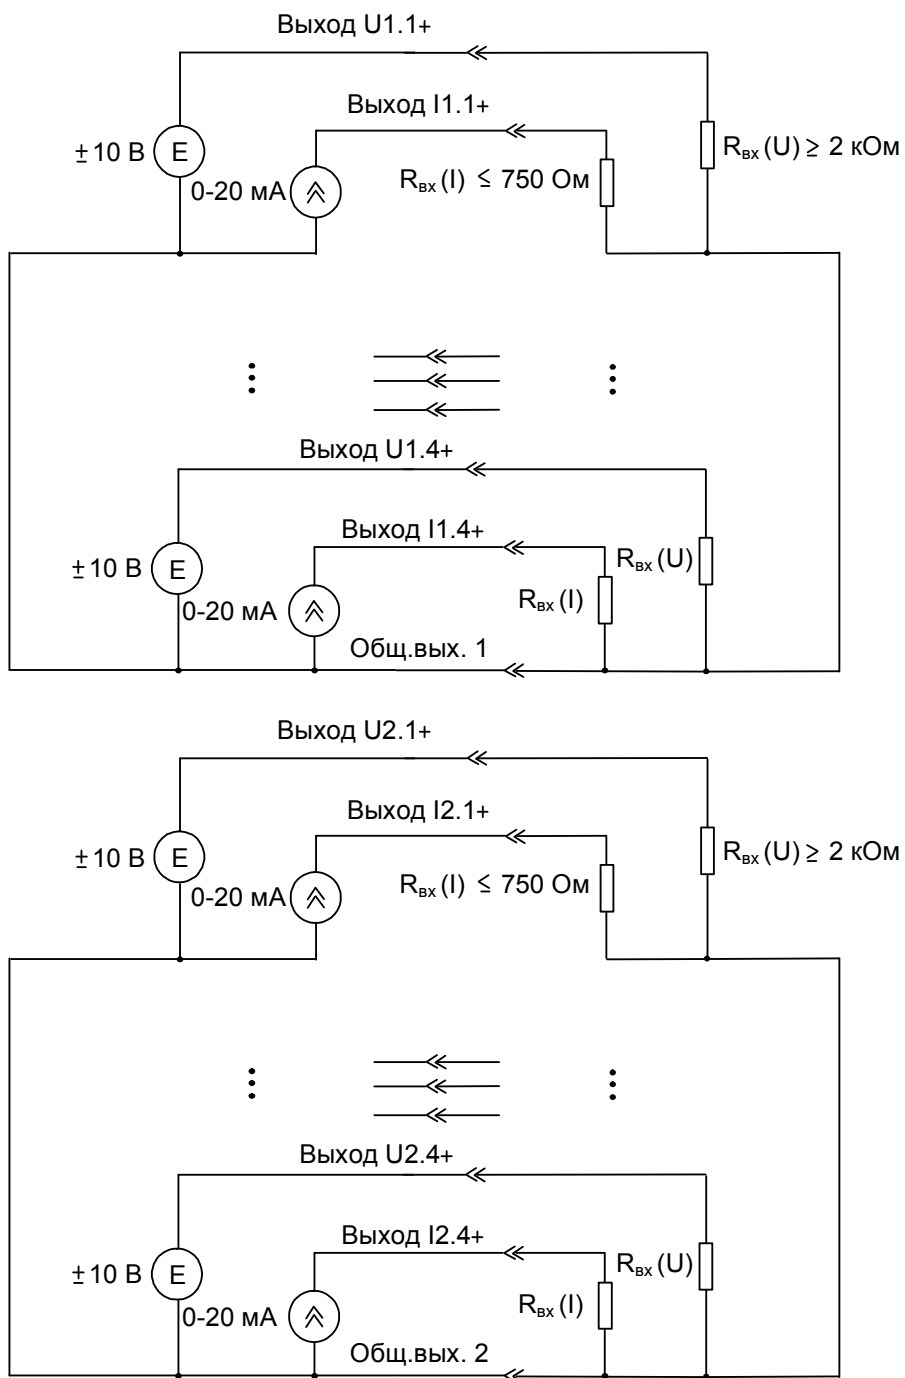 Выход U1.1+
Выход I1.1+
± 10 В
E
0-20 мА
Rвх (I) ≤ 750 Ом
Rвх (U) ≥ 2 кОм
Выход U1.4+
Выход I1.4+
± 10 В
E
0-20 мА
Rвх (I)
Rвх (U)
Общ.вых. 1
Выход U2.1+
Выход I2.1+
± 10 В
E
0-20 мА
Rвх (I) ≤ 750 Ом
Rвх (U) ≥ 2 кОм
Выход U2.4+
Выход I2.4+
± 10 В
E
0-20 мА
Rвх (I)
Rвх (U)
Общ.вых. 2